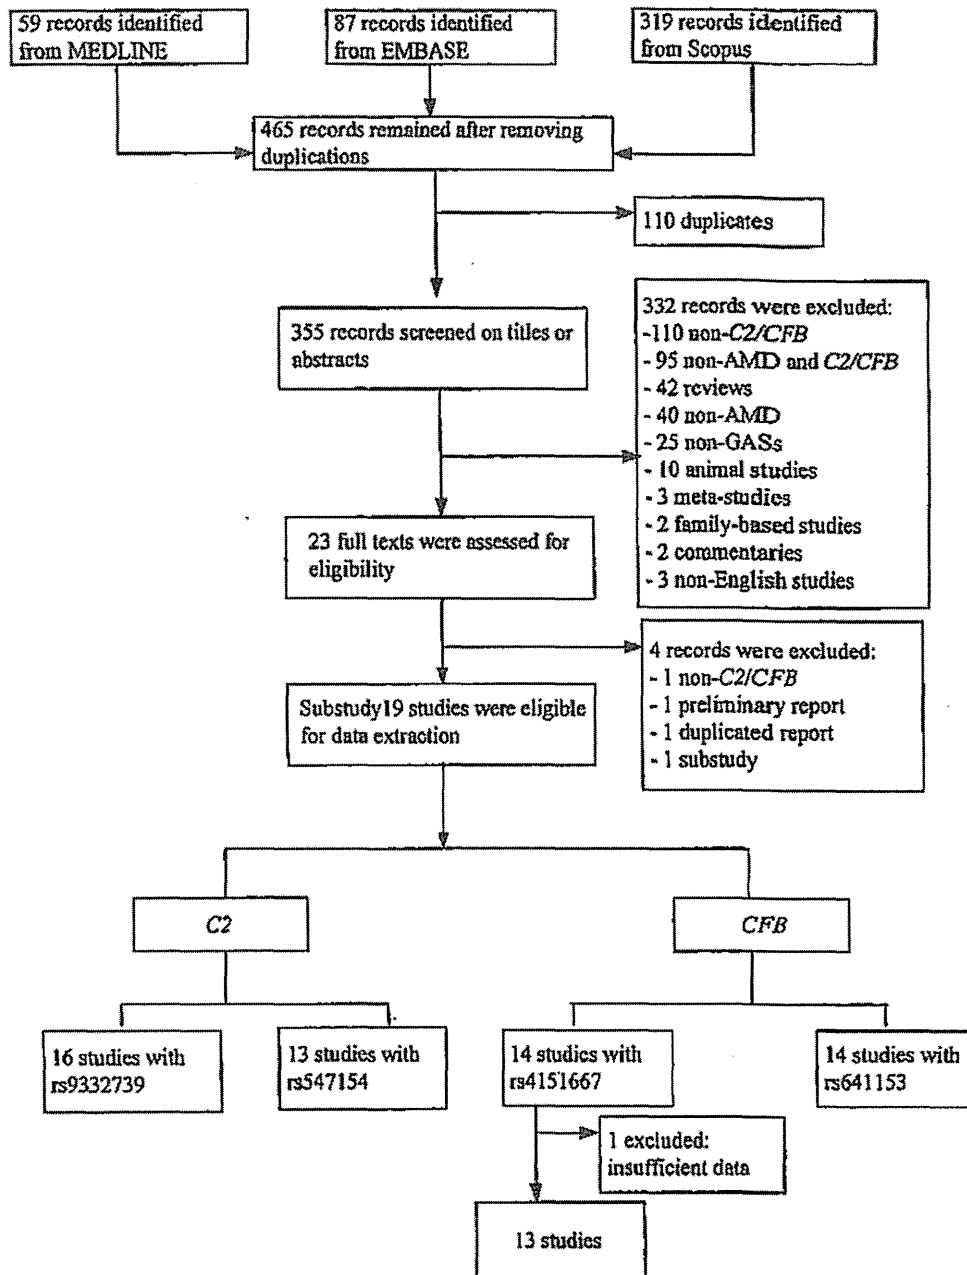 59 records identified
from MEDLINE
87 records identified
from EMBASE
319 records identified
from Scopus
465 records remained after removing
duplications
110 duplicates
355 records screened on titles or
abstracts
332 records were excluded:
-110 non-C2/CFB
- 95 non-AMD and C2/CFB
- 42 reviews
- 40 non-AMD
- 25 non-GASs
- 10 animal studies
- 3 meta-studies
- 2 family-based studies
- 2 commentaries
- 3 non-English studies
23 full texts were assessed for
eligibility
4 records were excluded:
- 1 non-C2/CFB
- 1 preliminary report
- 1 duplicated report
- 1 substudy
Substudy19 studies were eligible
for data extraction
C2
CFB
16 studies with
rs9332739
13 studies with
rs547154
14 studies with
rs4151667
14 studies with
rs641153
1 excluded:
insufficient data
13 studies